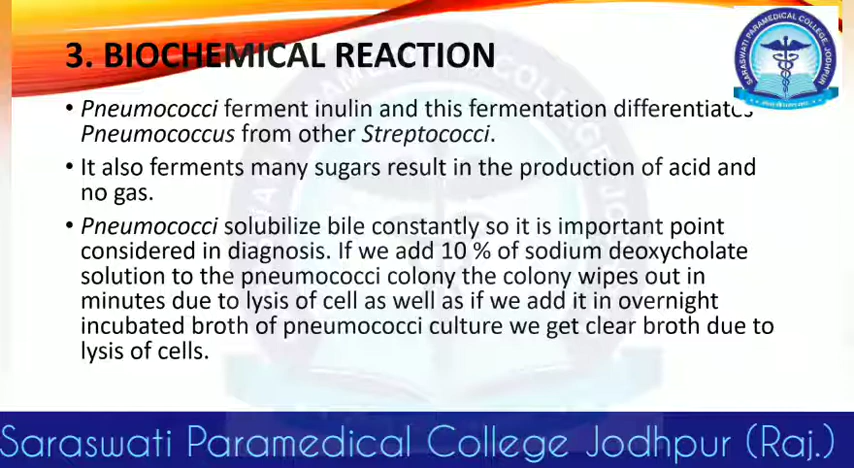 3. BIOCHEMICAL REACTION
SARASWATI PARAMEDICAL COLLEGE, JODHPUR
• Pneumococci ferment inulin and this fermentation differentiates
Pneumococcus from other Streptococci.
• It also ferments many sugars result in the production of acid and
no gas.
• Pneumococci solubilize bile constantly so it is important point
considered in diagnosis. If we add 10 % of sodium deoxycholate
solution to the pneumococci colony the colony wipes out in
minutes due to lysis of cell as well as if we add it in overnight
incubated broth of pneumococci culture we get clear broth due to
lysis of cells.
Saraswati Paramedical College Jodhpur (Raj.)